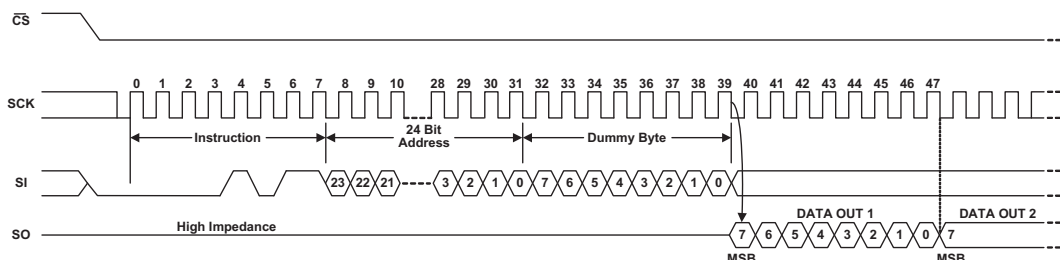 CS
0 1 2 3 4 5 6 7 8 9 10 28 29 30 31 32 33 34 35 36 37 38 39 40 41 42 43 44 45 46 47
SCK
Instruction
24 Bit
Address
Dummy Byte
SI
23 22 21 3 2 1 0 7 6 5 4 3 2 1 0
High Impedance
DATA OUT 1
DATA OUT 2
SO
7 6 5 4 3 2 1 0 7
MSB
MSB